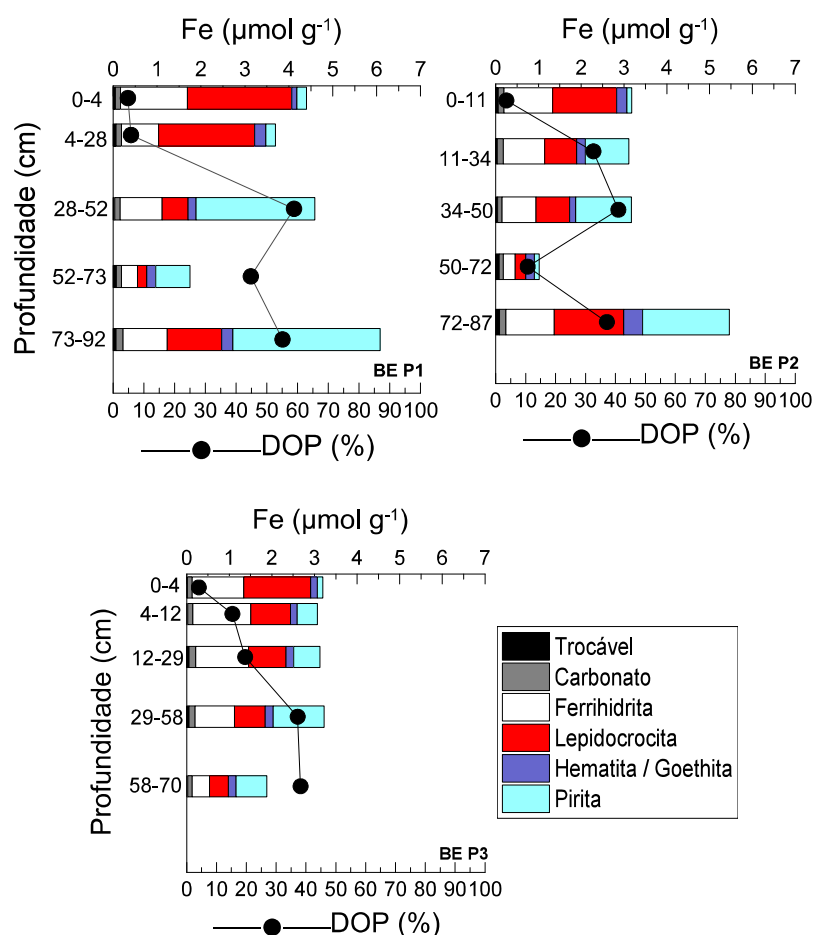 Fe (µmol g⁻¹)
0 1 2 3 4 5 6 7
Profundidade (cm)
0-4
4-28
28-52
52-73
73-92
BE P1
0 10 20 30 40 50 60 70 80 90 100
DOP (%)
Fe (µmol g⁻¹)
0 1 2 3 4 5 6 7
0-11
11-34
34-50
50-72
72-87
BE P2
0 10 20 30 40 50 60 70 80 90 100
DOP (%)
Fe (µmol g⁻¹)
0 1 2 3 4 5 6 7
Profundidade (cm)
0-4
4-12
12-29
29-58
58-70
BE P3
0 10 20 30 40 50 60 70 80 90 100
DOP (%)
Trocável
Carbonato
Ferrihidrita
Lepidocrocita
Hematita / Goethita
Pirita